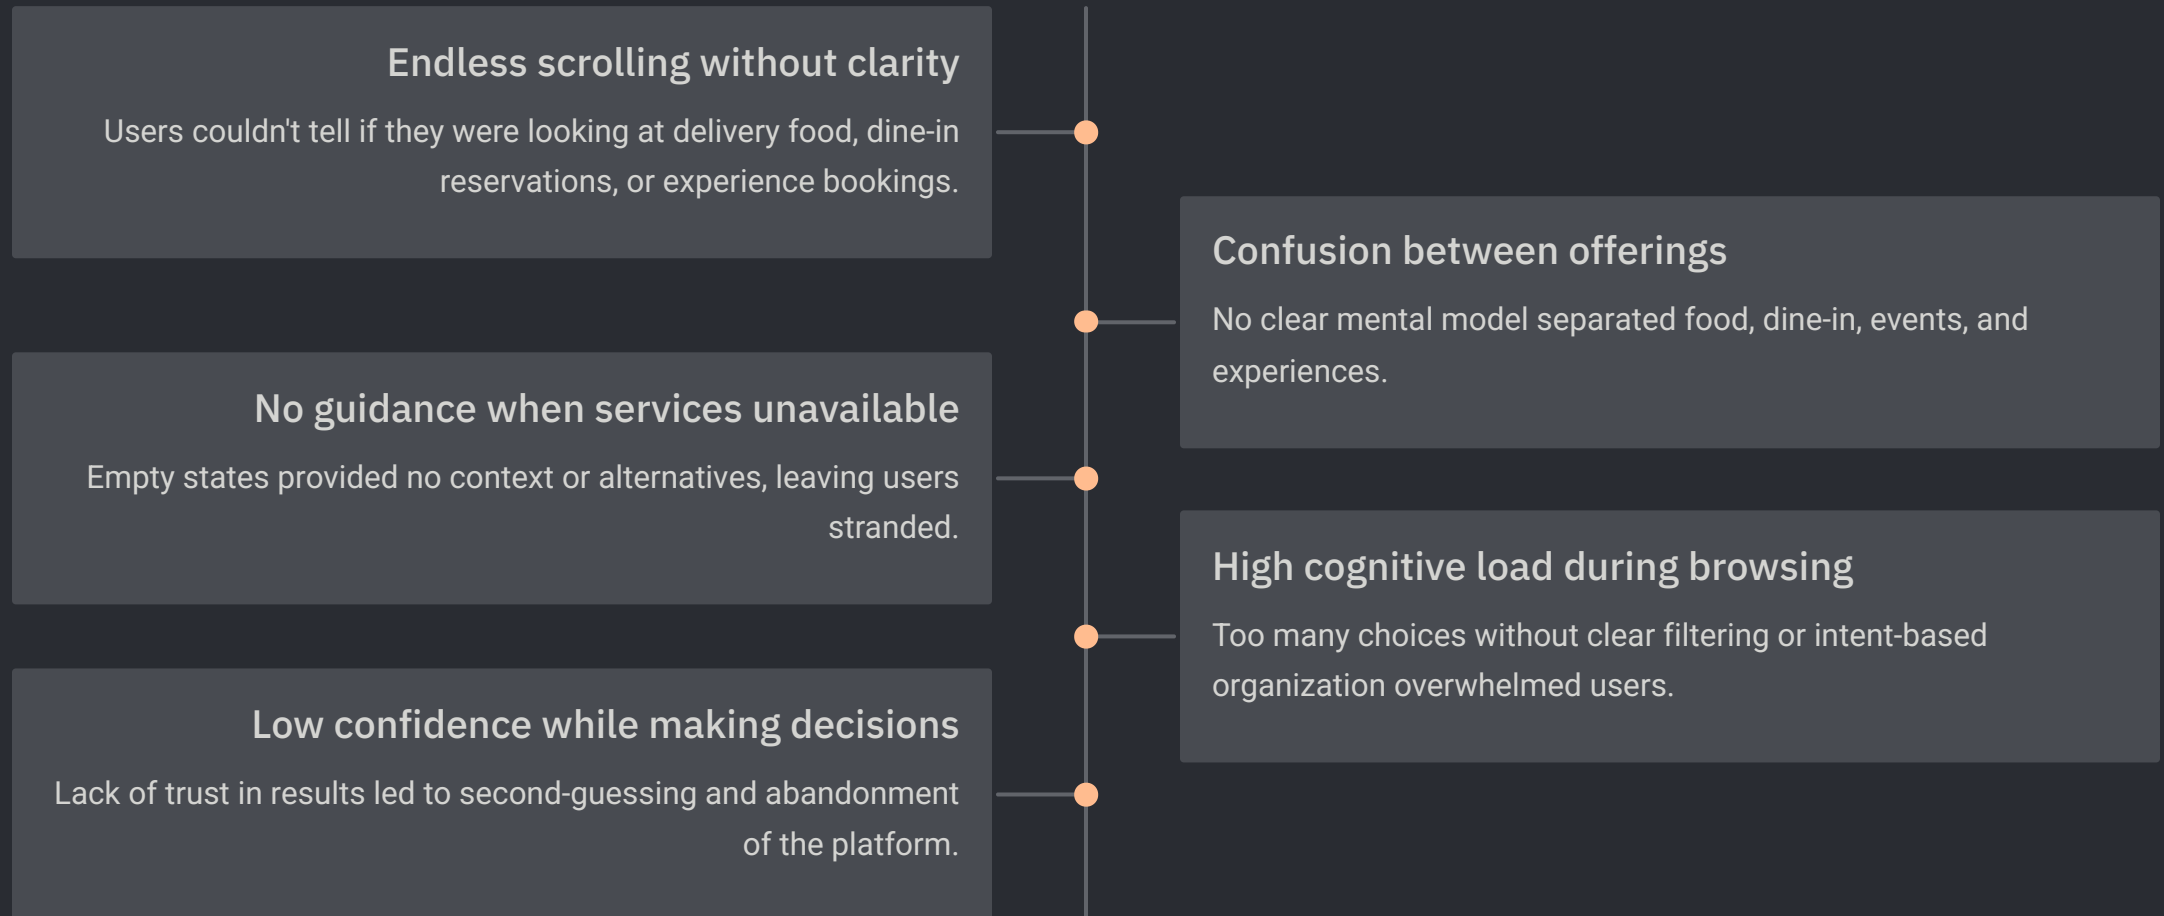 Endless scrolling without clarity
Users couldn't tell if they were looking at delivery food, dine-in
reservations, or experience bookings.
Confusion between offerings
No clear mental model separated food, dine-in, events, and
experiences.
No guidance when services unavailable
Empty states provided no context or alternatives, leaving users
stranded.
High cognitive load during browsing
Too many choices without clear filtering or intent-based
organization overwhelmed users.
Low confidence while making decisions
Lack of trust in results led to second-guessing and abandonment
of the platform.